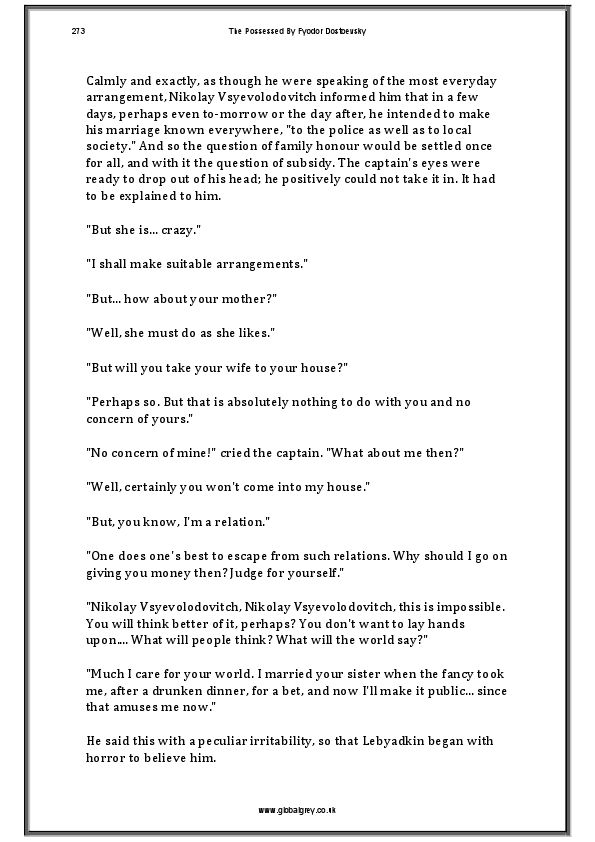 273
The Possessed By Fyodor Dostoevsky
Calmly and exactly, as though he were speaking of the most everyday
arrangement, Nikolay Vsyevolodovitch informed him that in a few
days, perhaps even to-morrow or the day after, he intended to make
his marriage known everywhere, "to the police as well as to local
society." And so the question of family honour would be settled once
for all, and with it the question of subsidy. The captain's eyes were
ready to drop out of his head; he positively could not take it in. It had
to be explained to him.
"But she is... crazy."
"I shall make suitable arrangements."
"But... how about your mother?"
"Well, she must do as she likes."
"But will you take your wife to your house?"
"Perhaps so. But that is absolutely nothing to do with you and no
concern of yours."
"No concern of mine!" cried the captain. "What about me then?"
"Well, certainly you won't come into my house."
"But, you know, I'm a relation."
"One does one's best to escape from such relations. Why should I go on
giving you money then? Judge for yourself."
"Nikolay Vsyevolodovitch, Nikolay Vsyevolodovitch, this is impossible.
You will think better of it, perhaps? You don't want to lay hands
upon.... What will people think? What will the world say?"
"Much I care for your world. I married your sister when the fancy took
me, after a drunken dinner, for a bet, and now I'll make it public... since
that amuses me now."
He said this with a peculiar irritability, so that Lebyadkin began with
horror to believe him.
www.globalgrey.co.uk